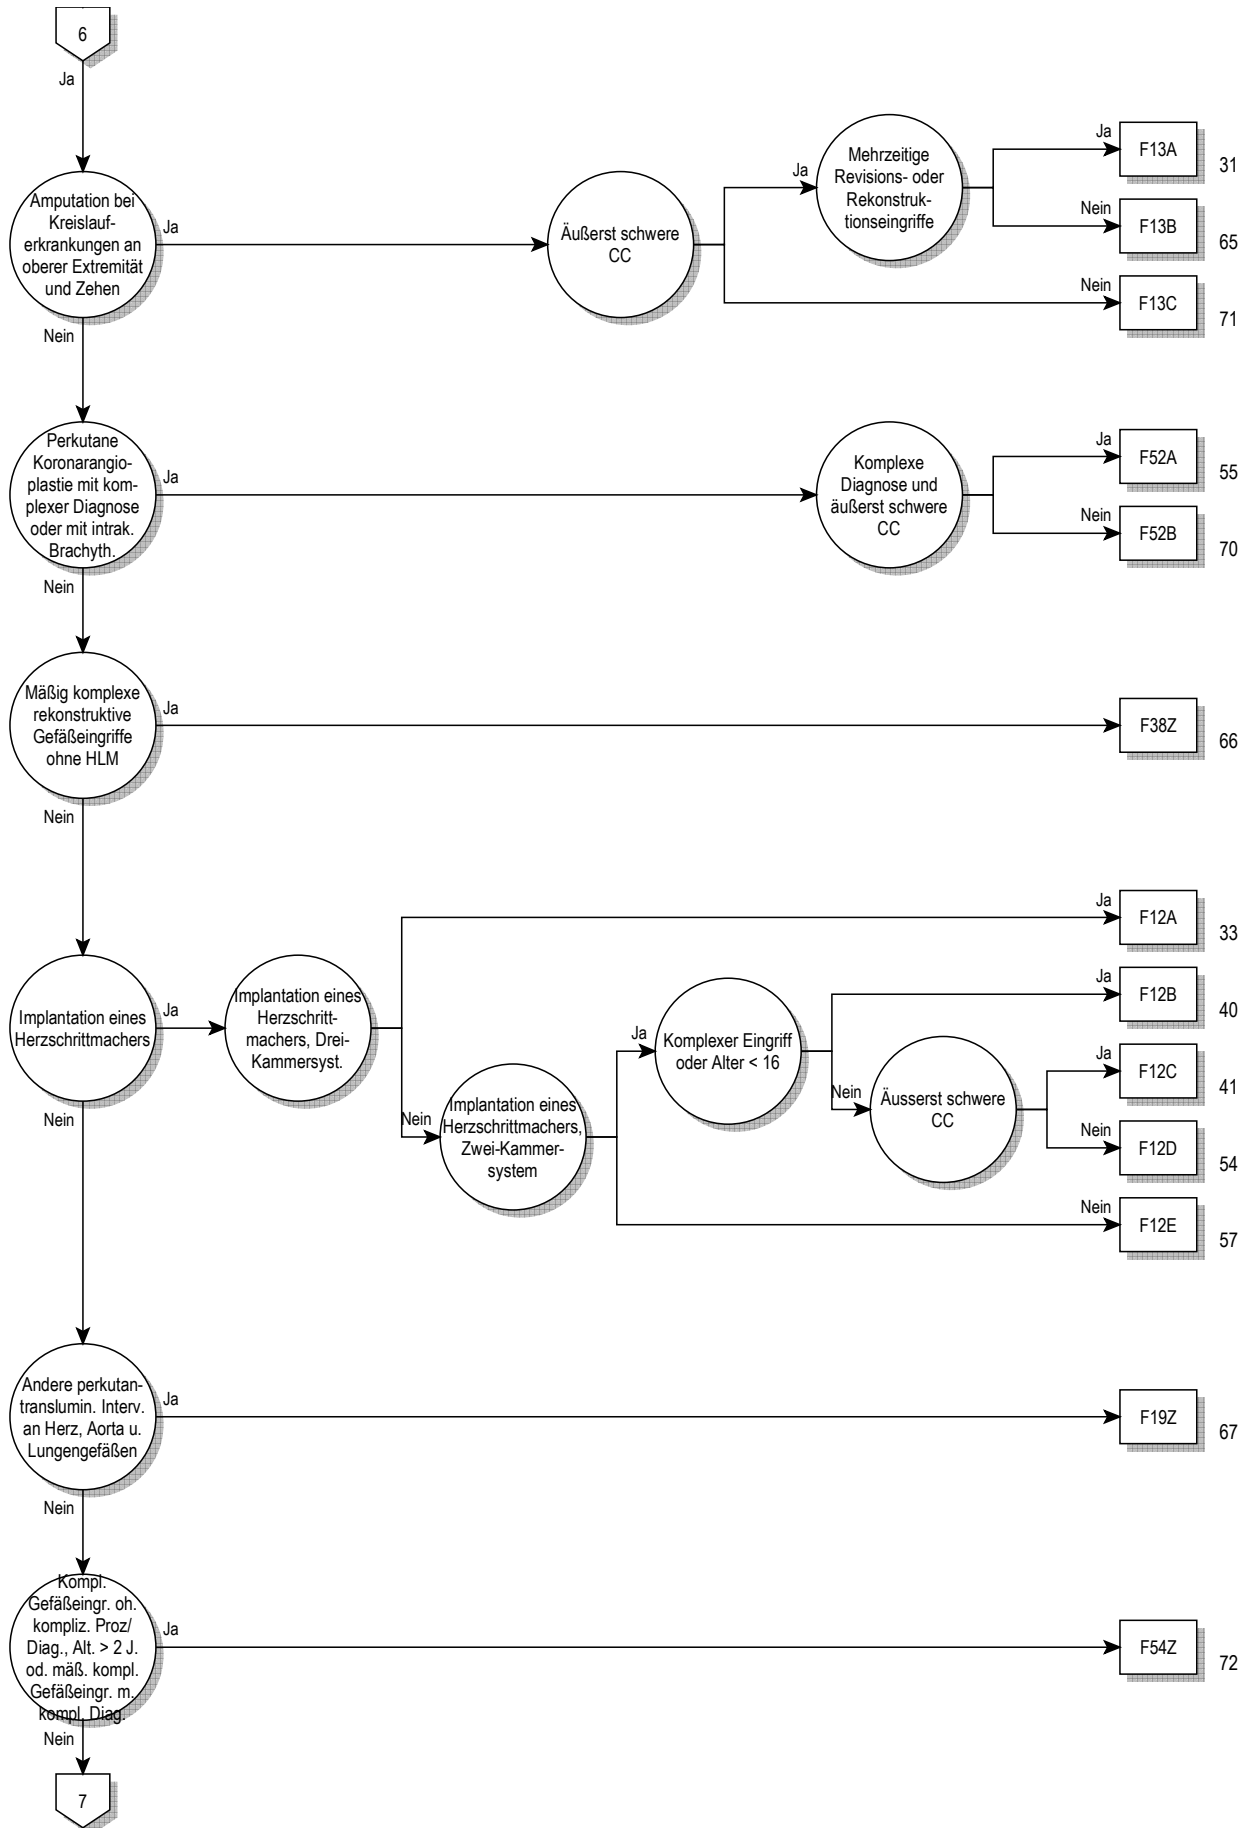 6
Ja
Amputation bei
Kreislauf-
erkrankungen an
oberer Extremität
und Zehen
Ja
Äußerst schwere
CC
Ja
Mehrzeitige
Revisions- oder
Rekonstruk-
tionseingriffe
Ja
F13A
31
Nein
F13B
65
Nein
F13C
71
Nein
Perkutane
Koronarangio-
plastie mit kom-
plexer Diagnose
oder mit intrak.
Brachyth.
Ja
Komplexe
Diagnose und
äußerst schwere
CC
Ja
F52A
55
Nein
F52B
70
Nein
Mäßig komplexe
rekonstruktive
Gefäßeingriffe
ohne HLM
Ja
F38Z
66
Nein
Implantation eines
Herzschrittmachers
Ja
Implantation eines
Herzschritt-
machers, Drei-
Kammersyst.
Ja
F12A
33
Nein
Implantation eines
Herzschrittmachers,
Zwei-Kammer-
system
Ja
Komplexer Eingriff
oder Alter < 16
Ja
F12B
40
Nein
Äusserst schwere
CC
Ja
F12C
41
Nein
F12D
54
Nein
F12E
57
Nein
Andere perkutan-
translumin. Interv.
an Herz, Aorta u.
Lungengefäßen
Ja
F19Z
67
Nein
Kompl.
Gefäßeingr. oh.
kompliz. Proz/
Diag., Alt. > 2 J.
od. mäß. kompl.
Gefäßeingr. m.
kompl. Diag.
Ja
F54Z
72
Nein
7